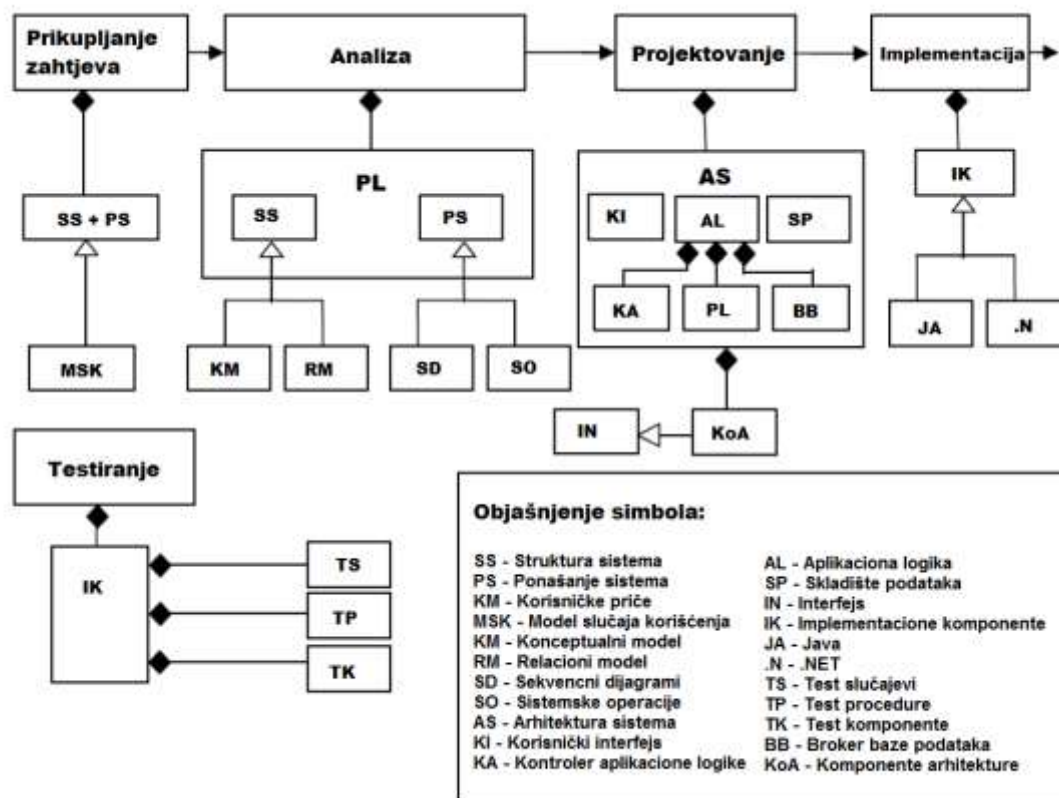 Prikupljanje
zahtjeva
Analiza
Projektovanje
Implementacija
SS + PS
MSK
PL
SS
PS
KM
RM
SD
SO
AS
KI
AL
SP
KA
PL
BB
IN
KoA
IK
JA
.N
Testiranje
IK
TS
TP
TK
Objašnjenje simbola:
SS - Struktura sistema
PS - Ponašanje sistema
KM - Korisničke priče
MSK - Model slučaja korišćenja
KM - Konceptualni model
RM - Relacioni model
SD - Sekvencni dijagrami
SO - Sistemske operacije
AS - Arhitektura sistema
KI - Korisnički interfejs
KA - Kontroler aplikacione logike
AL - Aplikaciona logika
SP - Skladište podataka
IN - Interfejs
IK - Implementacione komponente
JA - Java
.N - .NET
TS - Test slučajevi
TP - Test procedure
TK - Test komponente
BB - Broker baze podataka
KoA - Komponente arhitekture